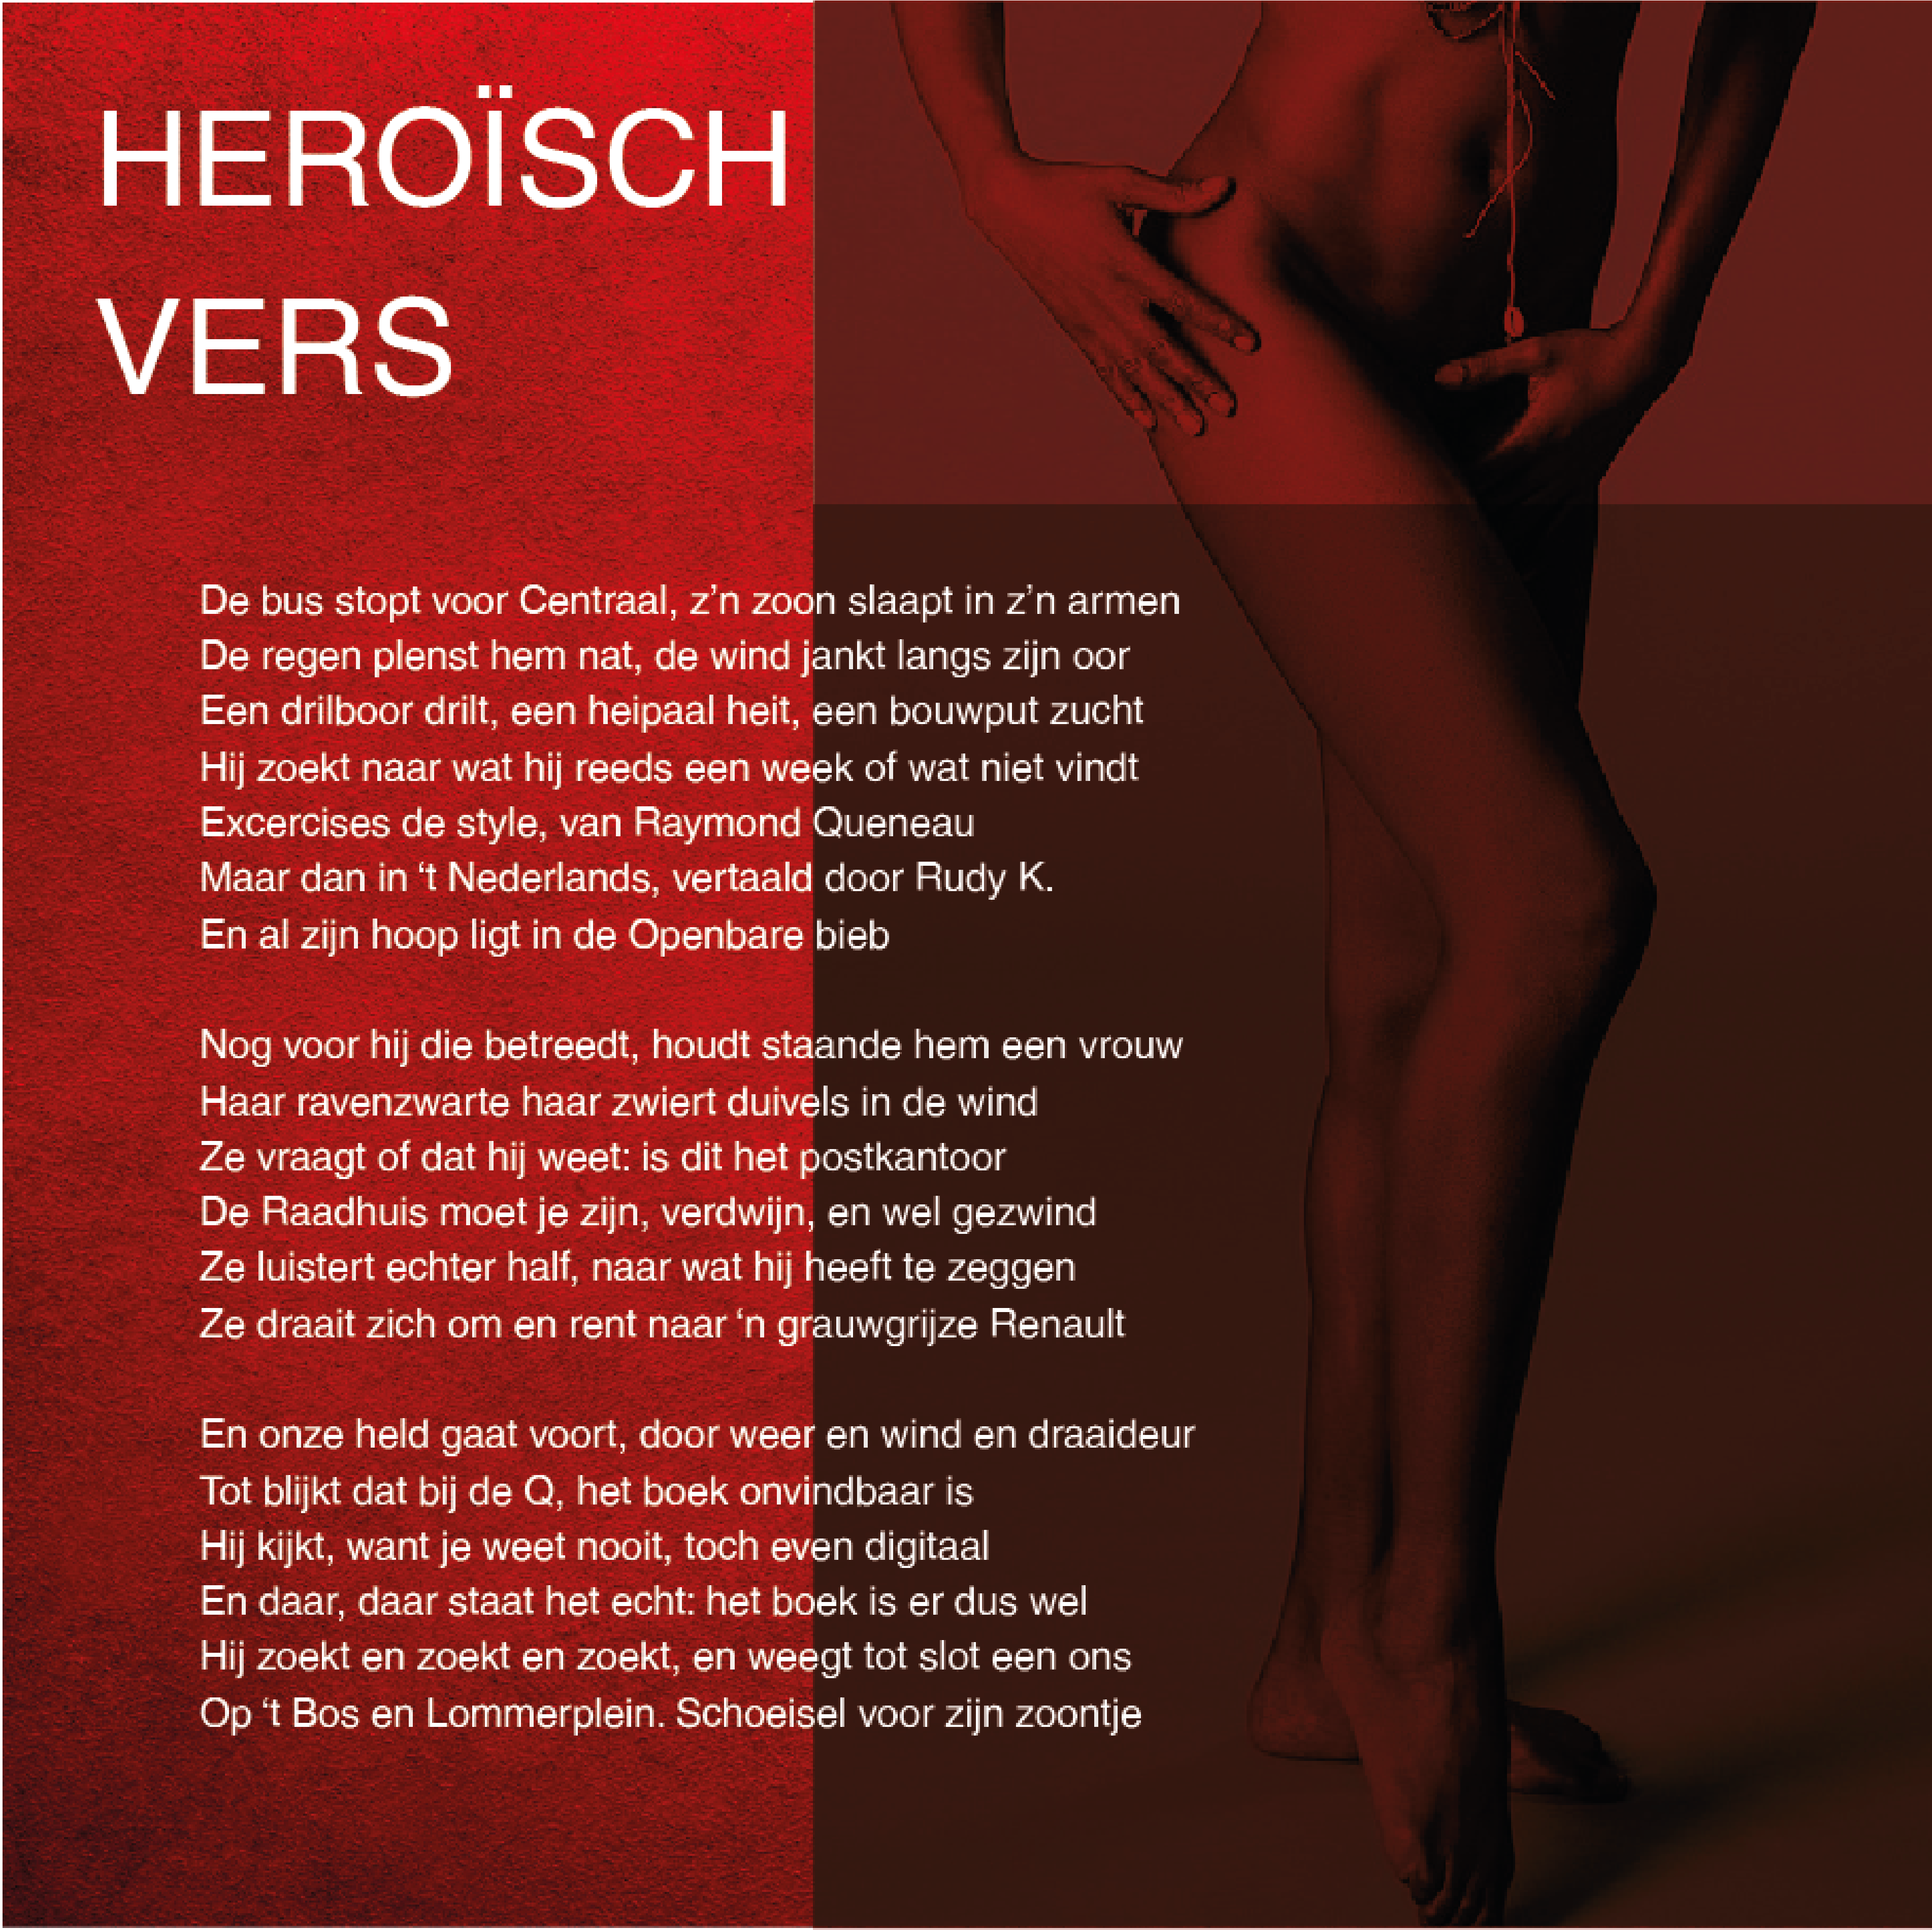 HEROÏSCH
VERS
De bus stopt voor Centraal, z’n zoon slaapt in z’n armen
De regen plenst hem nat, de wind jankt langs zijn oor
Een drilboor drilt, een heipaal heit, een bouwput zucht
Hij zoekt naar wat hij reeds een week of wat niet vindt
Excercises de style, van Raymond Queneau
Maar dan in ‘t Nederlands, vertaald door Rudy K.
En al zijn hoop ligt in de Openbare bieb
Nog voor hij die betreedt, houdt staande hem een vrouw
Haar ravenzwarte haar zwiert duivels in de wind
Ze vraagt of dat hij weet: is dit het postkantoor
De Raadhuis moet je zijn, verdwijn, en wel gezwind
Ze luistert echter half, naar wat hij heeft te zeggen
Ze draait zich om en rent naar ‘n grauwgrijze Renault
En onze held gaat voort, door weer en wind en draaideur
Tot blijkt dat bij de Q, het boek onvindbaar is
Hij kijkt, want je weet nooit, toch even digitaal
En daar, daar staat het echt: het boek is er dus wel
Hij zoekt en zoekt en zoekt, en weegt tot slot een ons
Op ‘t Bos en Lommerplein. Schoeisel voor zijn zoontje